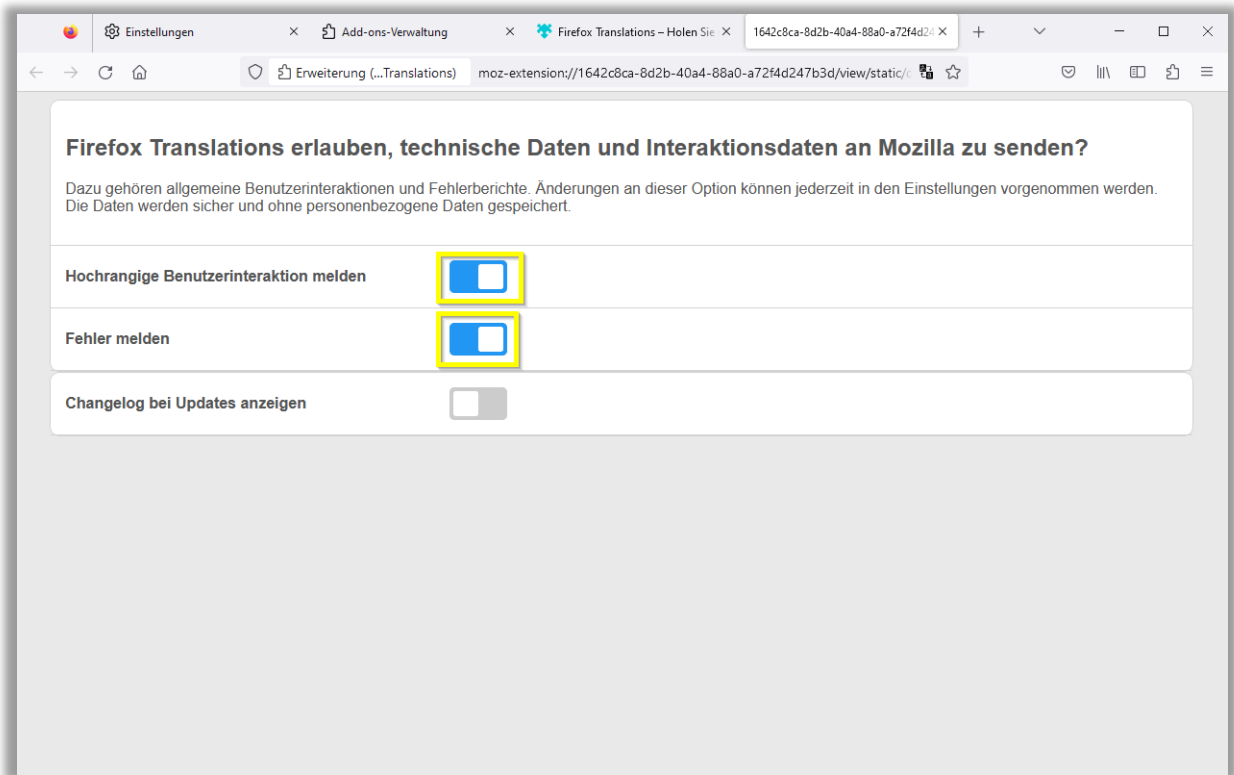 Einstellungen
Add-ons-Verwaltung
Firefox Translations – Holen Sie
1642c8ca-8d2b-40a4-88a0-a72f4d24
Erweiterung (...Translations)
moz-extension://1642c8ca-8d2b-40a4-88a0-a72f4d247b3d/view/static/
Firefox Translations erlauben, technische Daten und Interaktionsdaten an Mozilla zu senden?
Dazu gehören allgemeine Benutzerinteraktionen und Fehlerberichte. Änderungen an dieser Option können jederzeit in den Einstellungen vorgenommen werden.
Die Daten werden sicher und ohne personenbezogene Daten gespeichert.
Hochrangige Benutzerinteraktion melden
Fehler melden
Changelog bei Updates anzeigen